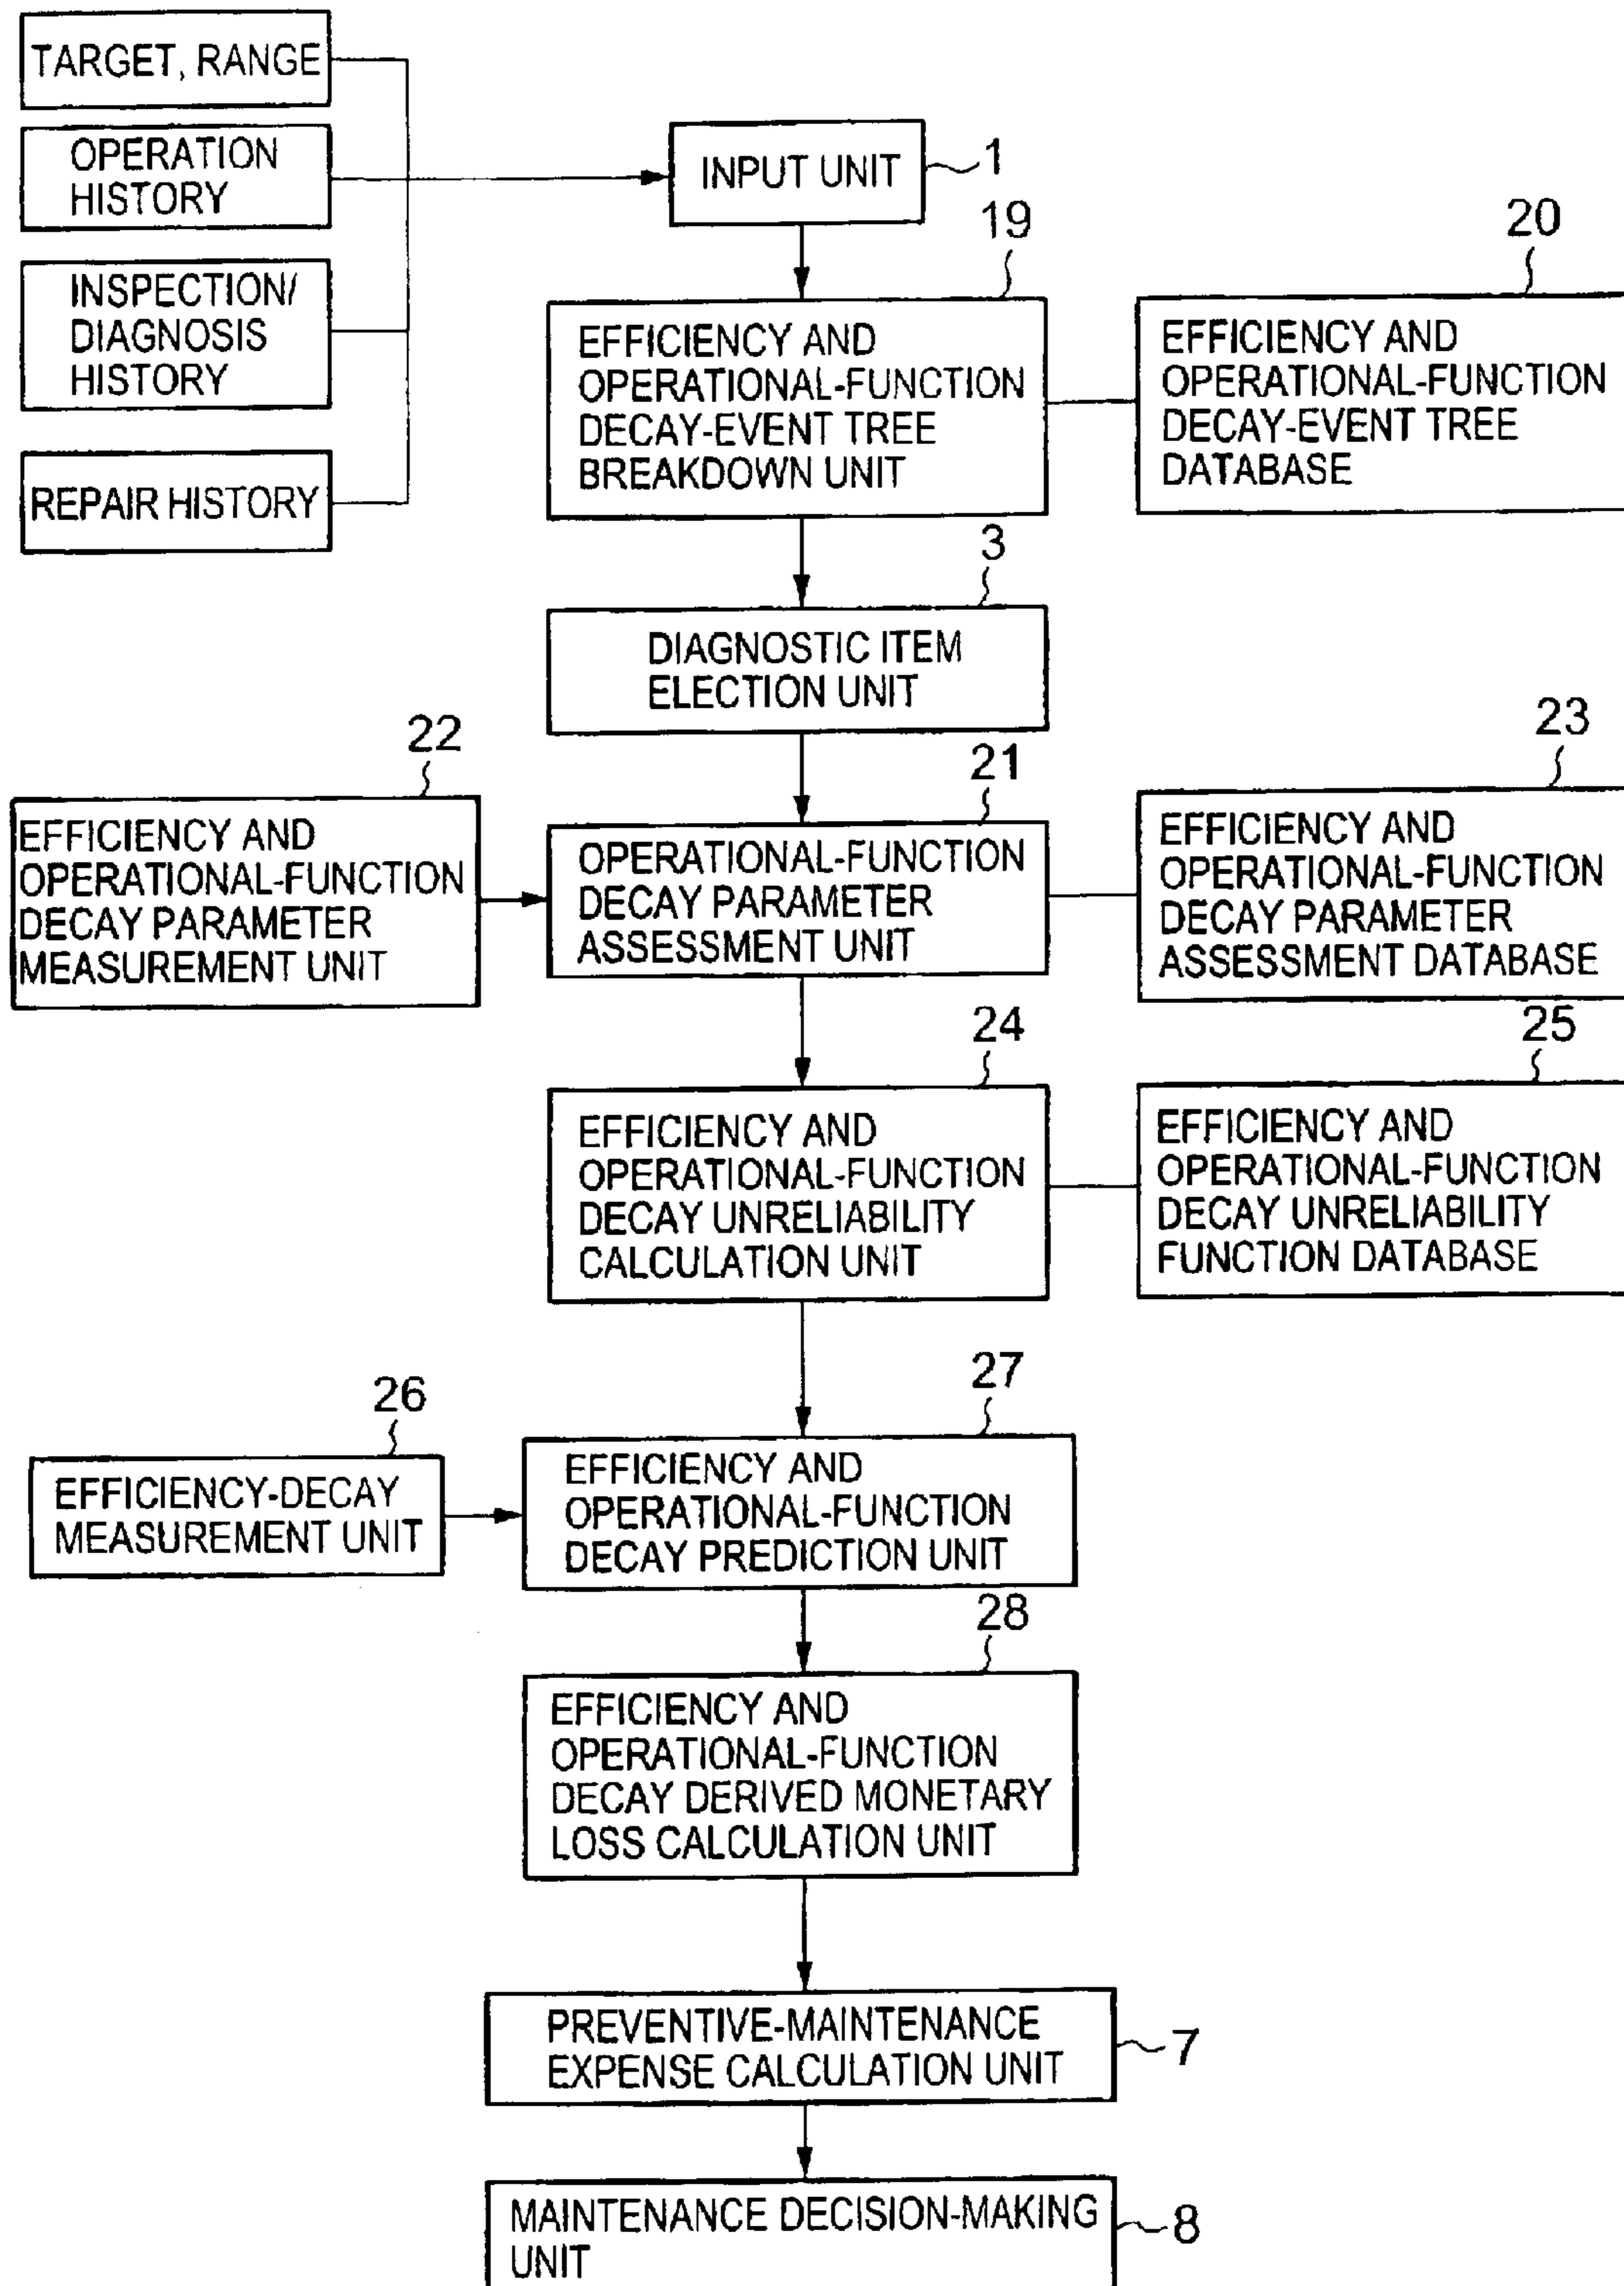 TARGET, RANGE
OPERATION
HISTORY
INSPECTION/
DIAGNOSIS
HISTORY
REPAIR HISTORY
INPUT UNIT
1
19
EFFICIENCY AND
OPERATIONAL-FUNCTION
DECAY-EVENT TREE
BREAKDOWN UNIT
20
EFFICIENCY AND
OPERATIONAL-FUNCTION
DECAY-EVENT TREE
DATABASE
3
DIAGNOSTIC ITEM
ELECTION UNIT
22
EFFICIENCY AND
OPERATIONAL-FUNCTION
DECAY PARAMETER
MEASUREMENT UNIT
21
OPERATIONAL-FUNCTION
DECAY PARAMETER
ASSESSMENT UNIT
23
EFFICIENCY AND
OPERATIONAL-FUNCTION
DECAY PARAMETER
ASSESSMENT DATABASE
24
EFFICIENCY AND
OPERATIONAL-FUNCTION
DECAY UNRELIABILITY
CALCULATION UNIT
25
EFFICIENCY AND
OPERATIONAL-FUNCTION
DECAY UNRELIABILITY
FUNCTION DATABASE
26
EFFICIENCY-DECAY
MEASUREMENT UNIT
27
EFFICIENCY AND
OPERATIONAL-FUNCTION
DECAY PREDICTION UNIT
28
EFFICIENCY AND
OPERATIONAL-FUNCTION
DECAY DERIVED MONETARY
LOSS CALCULATION UNIT
PREVENTIVE-MAINTENANCE
EXPENSE CALCULATION UNIT
7
MAINTENANCE DECISION-MAKING
UNIT
8